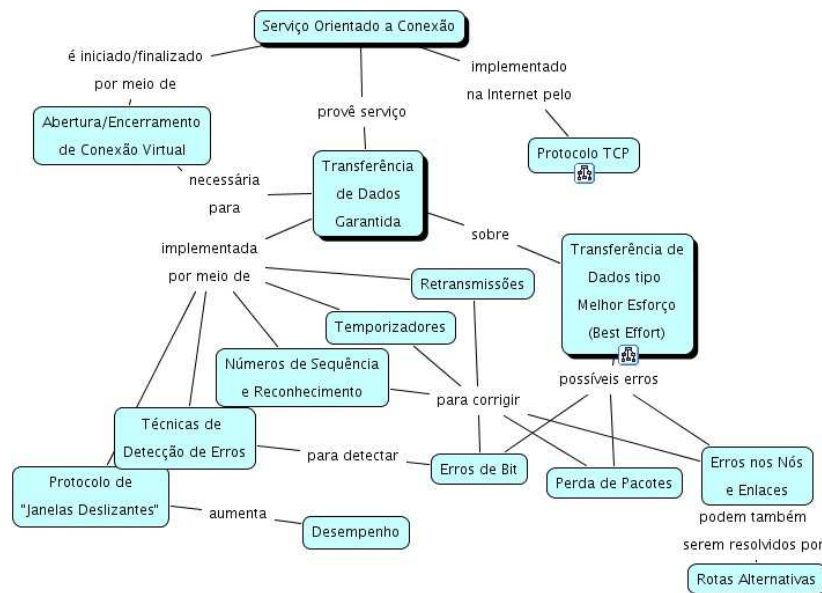 Serviço Orientado a Conexão
é iniciado/finalizado
por meio de
implementado
na Internet pelo
provê serviço
Abertura/Encerramento
de Conexão Virtual
Protocolo TCP
Transferência
de Dados
Garantida
necessária
para
sobre
Transferência de
Dados tipo
Melhor Esforço
(Best Effort)
implementada
por meio de
Retransmissões
Temporizadores
Números de Sequência
e Reconhecimento
possíveis erros
para corrigir
Técnicas de
Detecção de Erros
para detectar
Erros de Bit
Perda de Pacotes
Erros nos Nós
e Enlaces
Protocolo de
"Janelas Deslizantes"
aumenta
Desempenho
podem também
serem resolvidos por
Rotas Alternativas